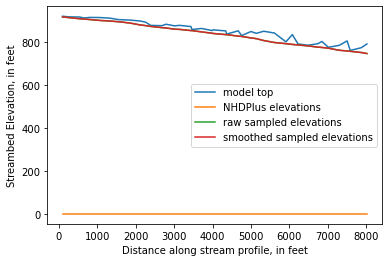 800
600
400
200
0
Streambed Elevation, in feet
model top
NHDPlus elevations
raw sampled elevations
smoothed sampled elevations
0 1000 2000 3000 4000 5000 6000 7000 8000
Distance along stream profile, in feet